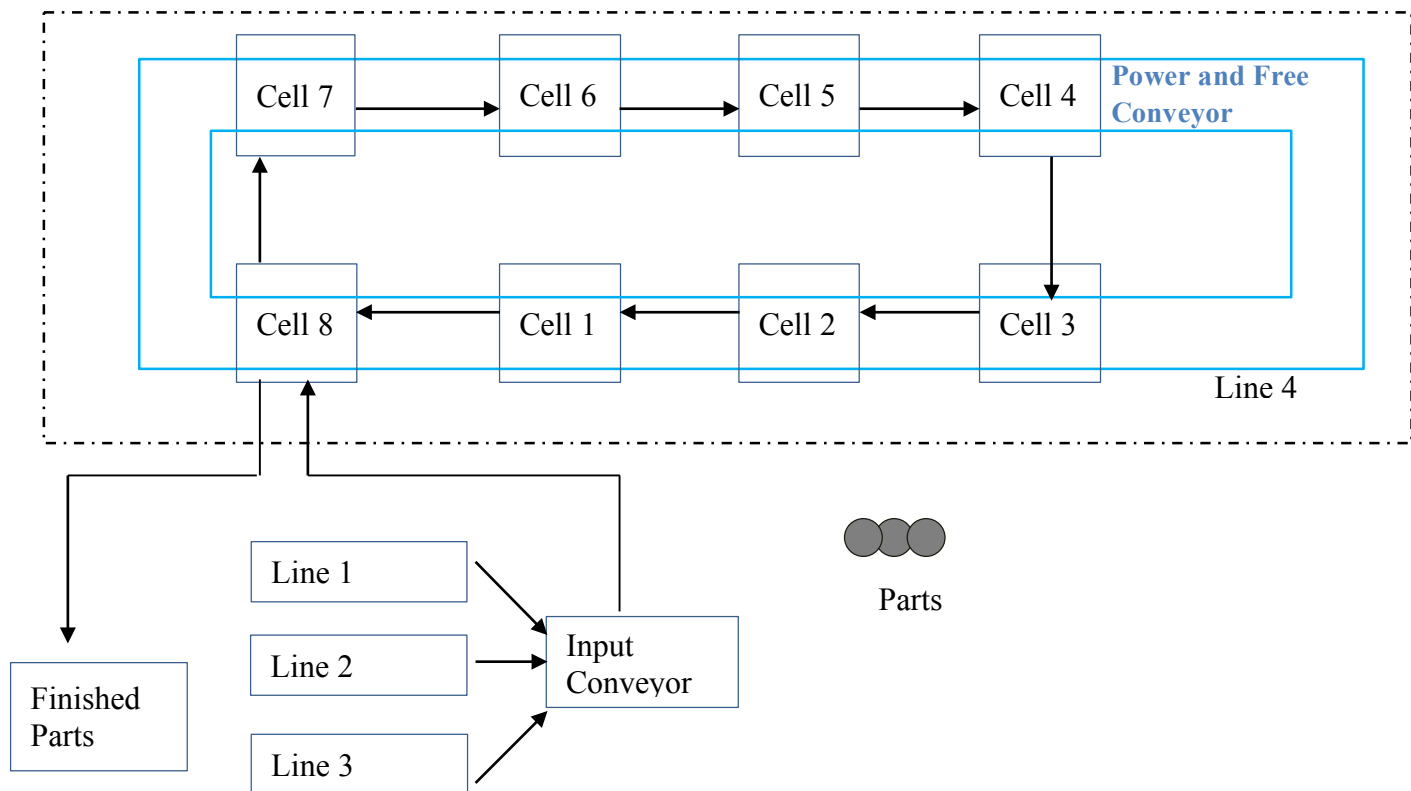 Cell 7
Cell 6
Cell 5
Cell 4
Power and Free
Conveyor
Cell 8
Cell 1
Cell 2
Cell 3
Line 4
Line 1
Parts
Line 2
Input
Conveyor
Finished
Parts
Line 3